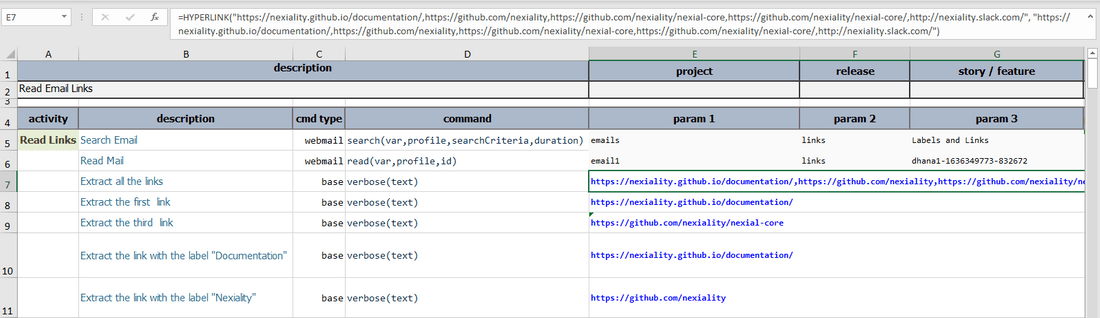 E7 =HYPERLINK("https://nexiality.github.io/documentation/,https://github.com/nexiality,https://github.com/nexiality/nexial-core,https://github.com/nexiality/nexial-core/,http://nexiality.slack.com/", "https://
nexiality.github.io/documentation/,https://github.com/nexiality,https://github.com/nexiality/nexial-core,https://github.com/nexiality/nexial-core/,http://nexiality.slack.com/")
A B C D E F G
1 description project release story / feature
2 Read Email Links
3
4 activity description cmd type command param 1 param 2 param 3
5 Read Links Search Email webmail search(var,profile,searchCriteria,duration) emails links Labels and Links
6 Read Mail webmail read(var,profile,id) email1 links dhana1-1636349773-832672
7 Extract all the links base verbose(text) https://nexiality.github.io/documentation/,https://github.com/nexiality,https://github.com/nexiality/ne
8 Extract the first link base verbose(text) https://nexiality.github.io/documentation/
9 Extract the third link base verbose(text) https://github.com/nexiality/nexial-core
10 Extract the link with the label "Documentation" base verbose(text) https://nexiality.github.io/documentation/
11 Extract the link with the label "Nexiality" base verbose(text) https://github.com/nexiality